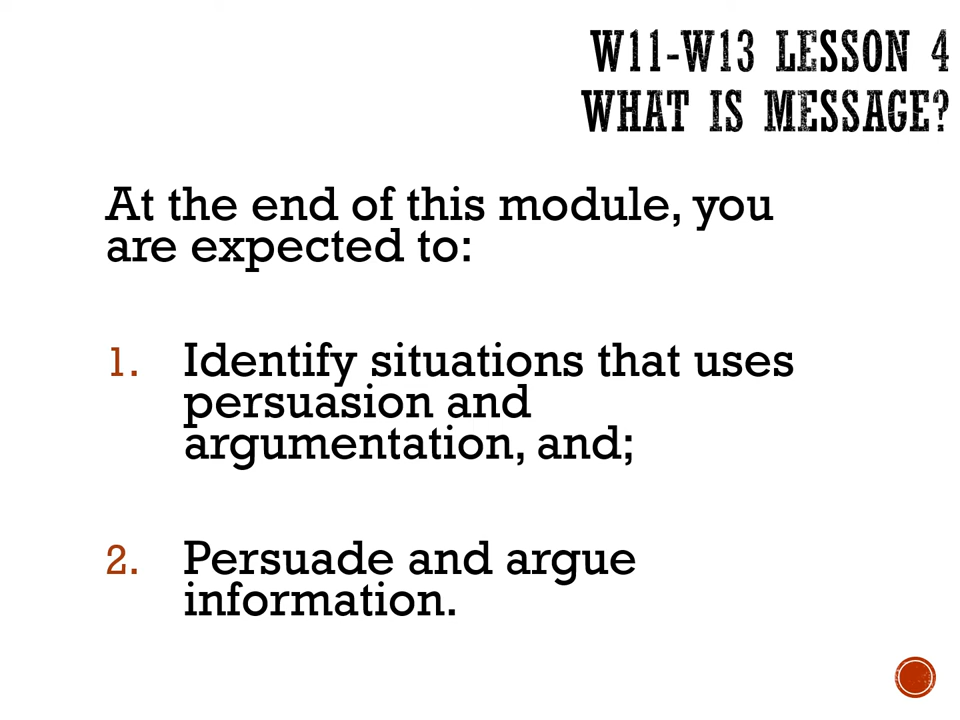 W11-W13 LESSON 4
WHAT IS MESSAGE?
At the end of this module, you
are expected to:
1. Identify situations that uses
persuasion and
argumentation, and;
2. Persuade and argue
information.